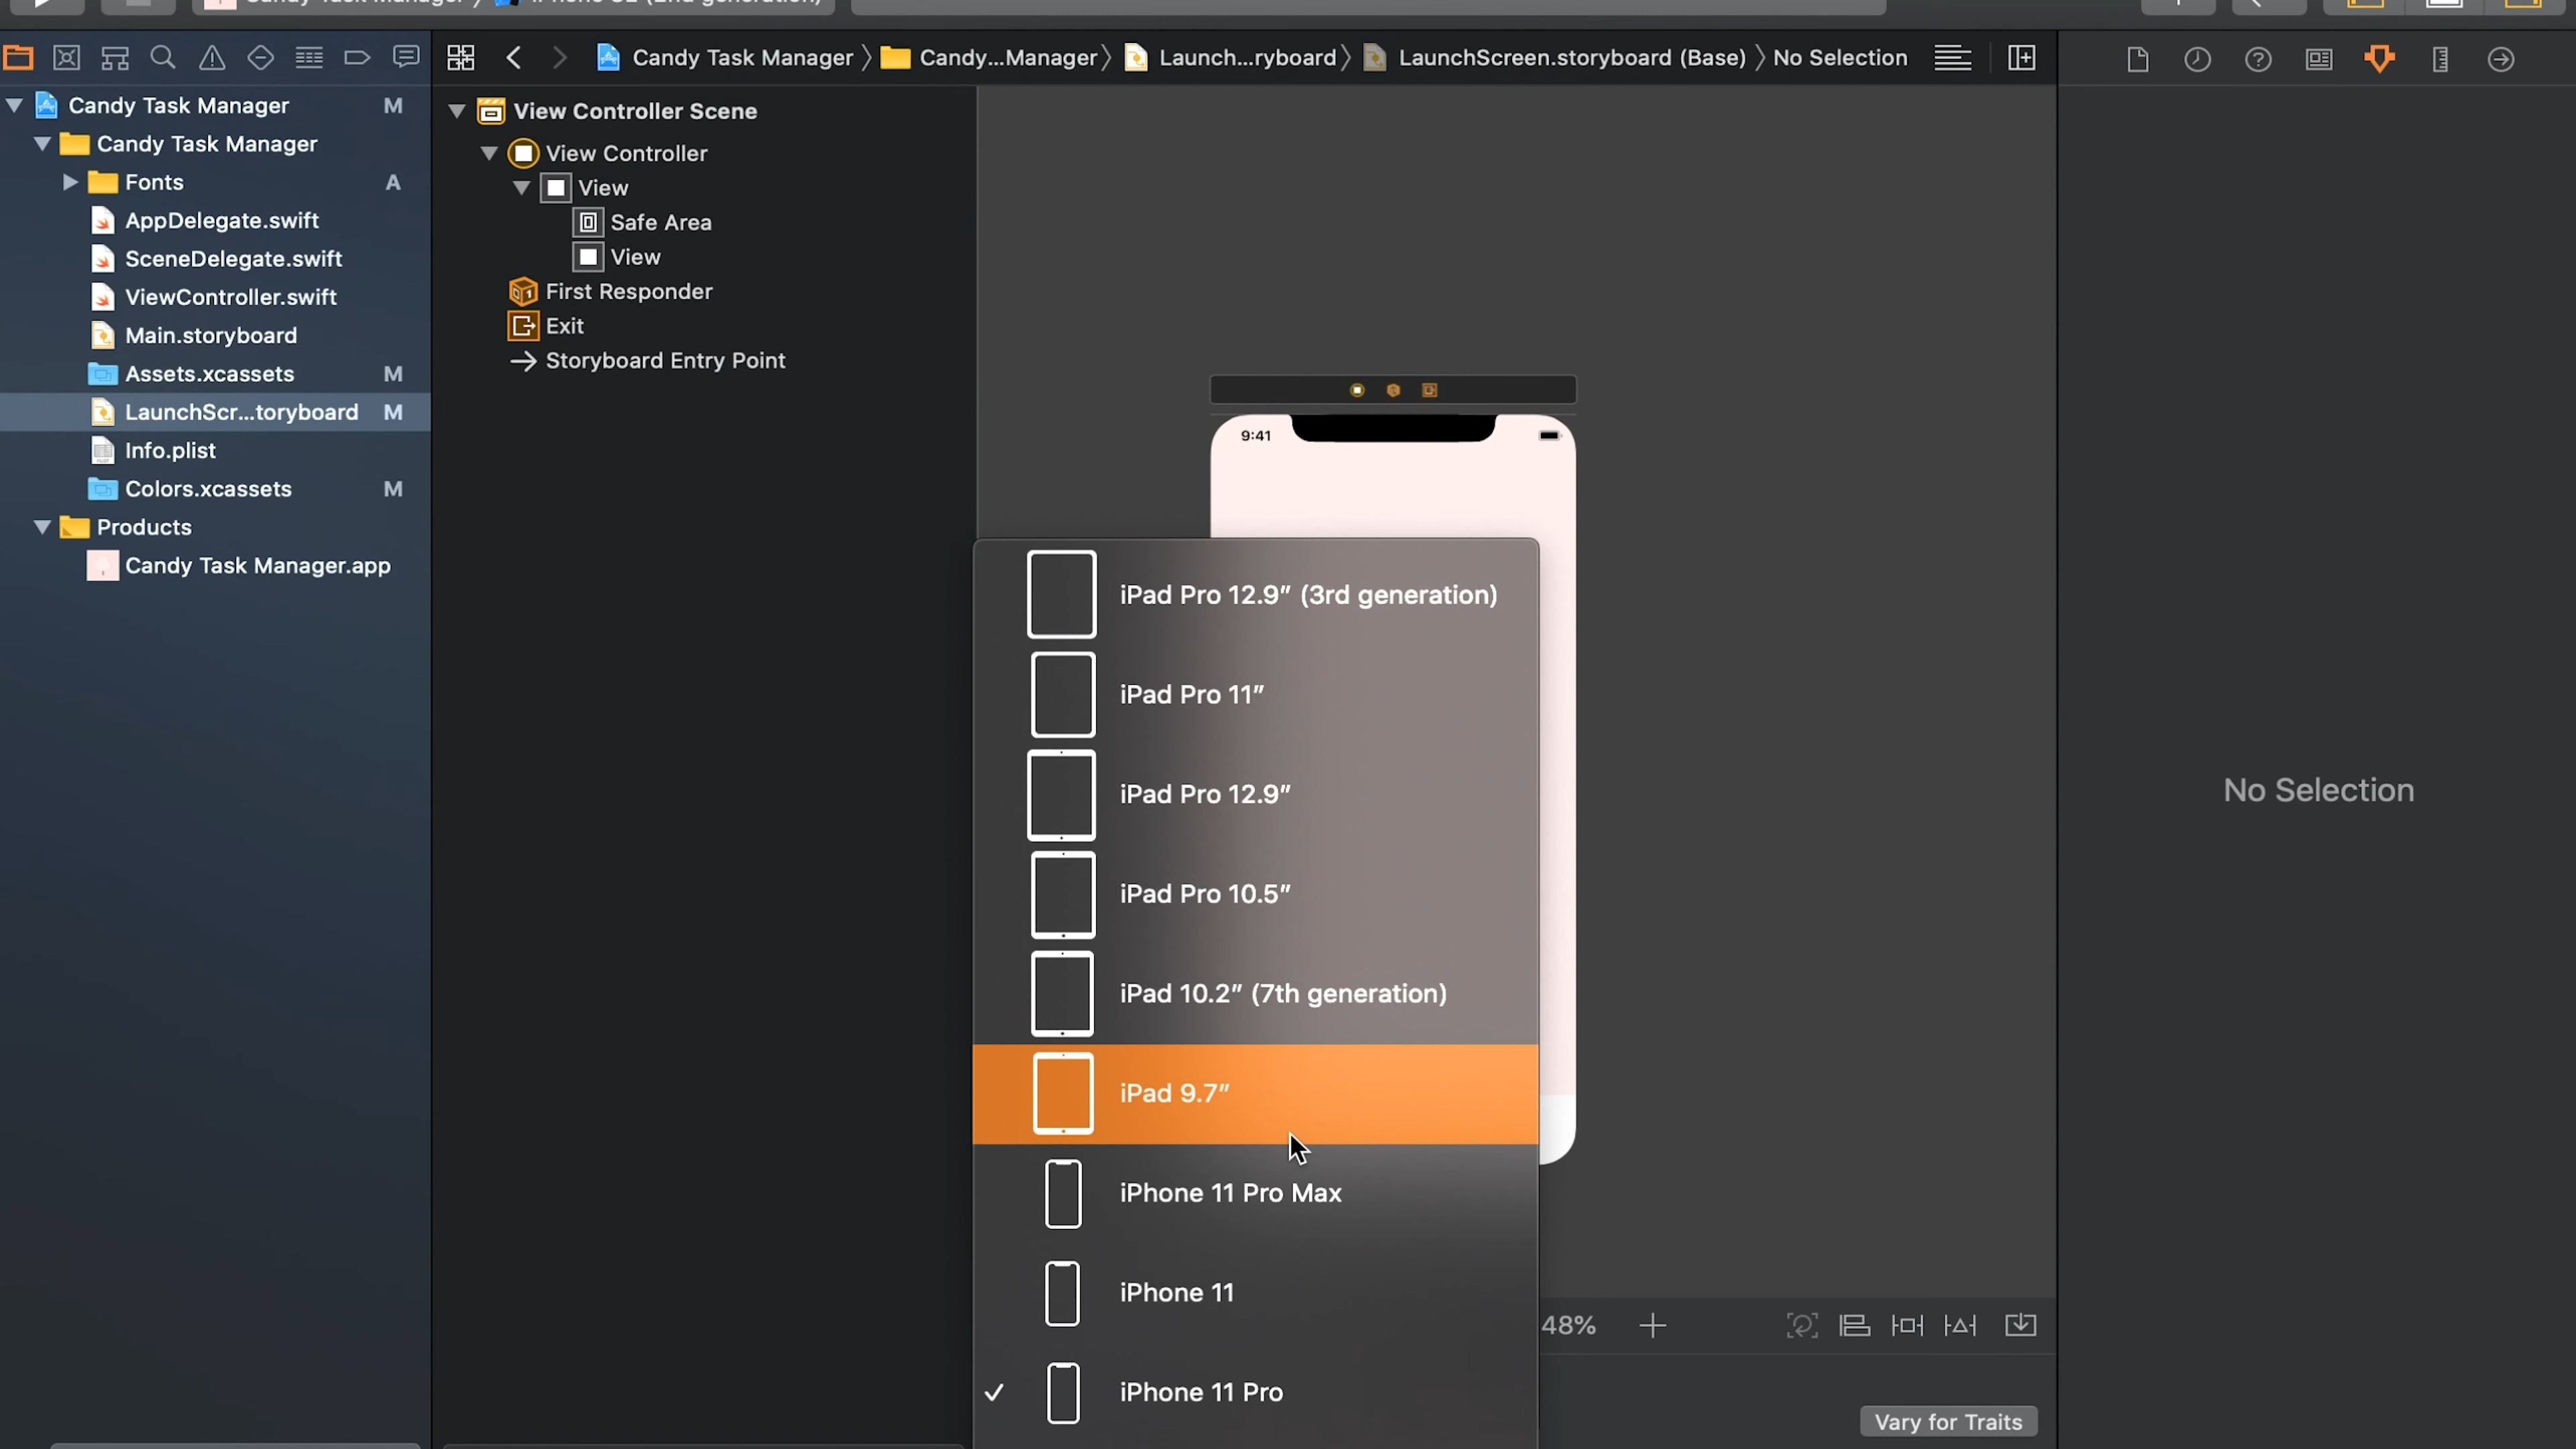 Candy Task Manager 〉 Candy...Manager 〉 Launch...ryboard 〉 LaunchScreen.storyboard (Base) 〉 No Selection
Candy Task Manager M
Candy Task Manager
Fonts A
AppDelegate.swift
SceneDelegate.swift
ViewController.swift
Main.storyboard
Assets.xcassets M
LaunchScr...toryboard M
Info.plist
Colors.xcassets M
Products
Candy Task Manager.app
View Controller Scene
View Controller
View
Safe Area
View
First Responder
Exit
Storyboard Entry Point
9:41
iPad Pro 12.9″ (3rd generation)
iPad Pro 11″
iPad Pro 12.9″
iPad Pro 10.5″
iPad 10.2″ (7th generation)
iPad 9.7″
iPhone 11 Pro Max
iPhone 11
iPhone 11 Pro
48%
Vary for Traits
No Selection